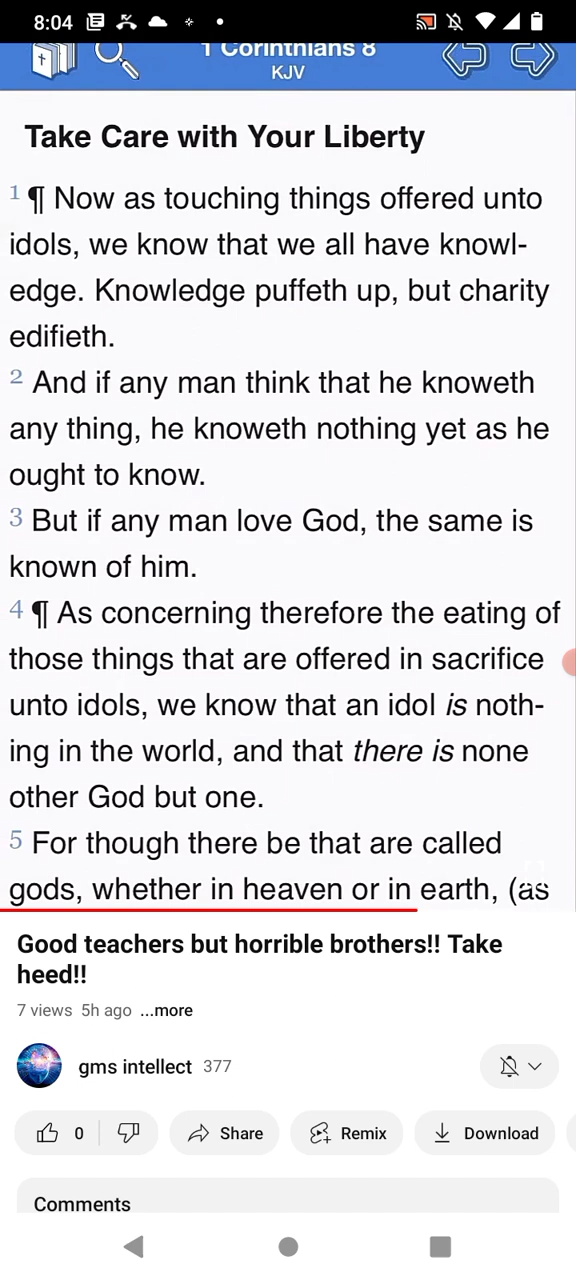 8:04
1 Corinthians 8
KJV
Take Care with Your Liberty
1 ¶ Now as touching things offered unto
idols, we know that we all have knowl-
edge. Knowledge puffeth up, but charity
edifieth.
2 And if any man think that he knoweth
any thing, he knoweth nothing yet as he
ought to know.
3 But if any man love God, the same is
known of him.
4 ¶ As concerning therefore the eating of
those things that are offered in sacrifice
unto idols, we know that an idol is noth-
ing in the world, and that there is none
other God but one.
5 For though there be that are called
gods, whether in heaven or in earth, (as
Good teachers but horrible brothers!! Take
heed!!
7 views 5h ago ...more
gms intellect 377
0 Share Remix Download
Comments